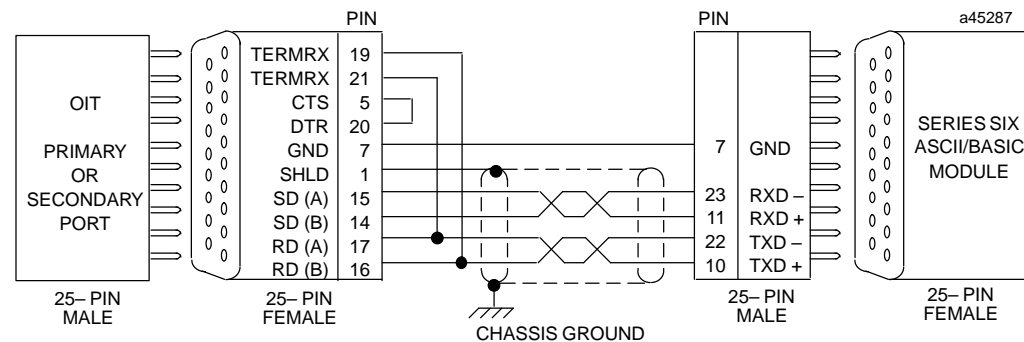 a45287
PIN
PIN
OIT
PRIMARY
OR
SECONDARY
PORT
TERMRX 19
TERMRX 21
CTS 5
DTR 20
GND 7
SHLD 1
SD (A) 15
SD (B) 14
RD (A) 17
RD (B) 16
7 GND
23 RXD –
11 RXD +
22 TXD –
10 TXD +
SERIES SIX
ASCII/BASIC
MODULE
25– PIN
MALE
25– PIN
FEMALE
CHASSIS GROUND
25– PIN
MALE
25– PIN
FEMALE